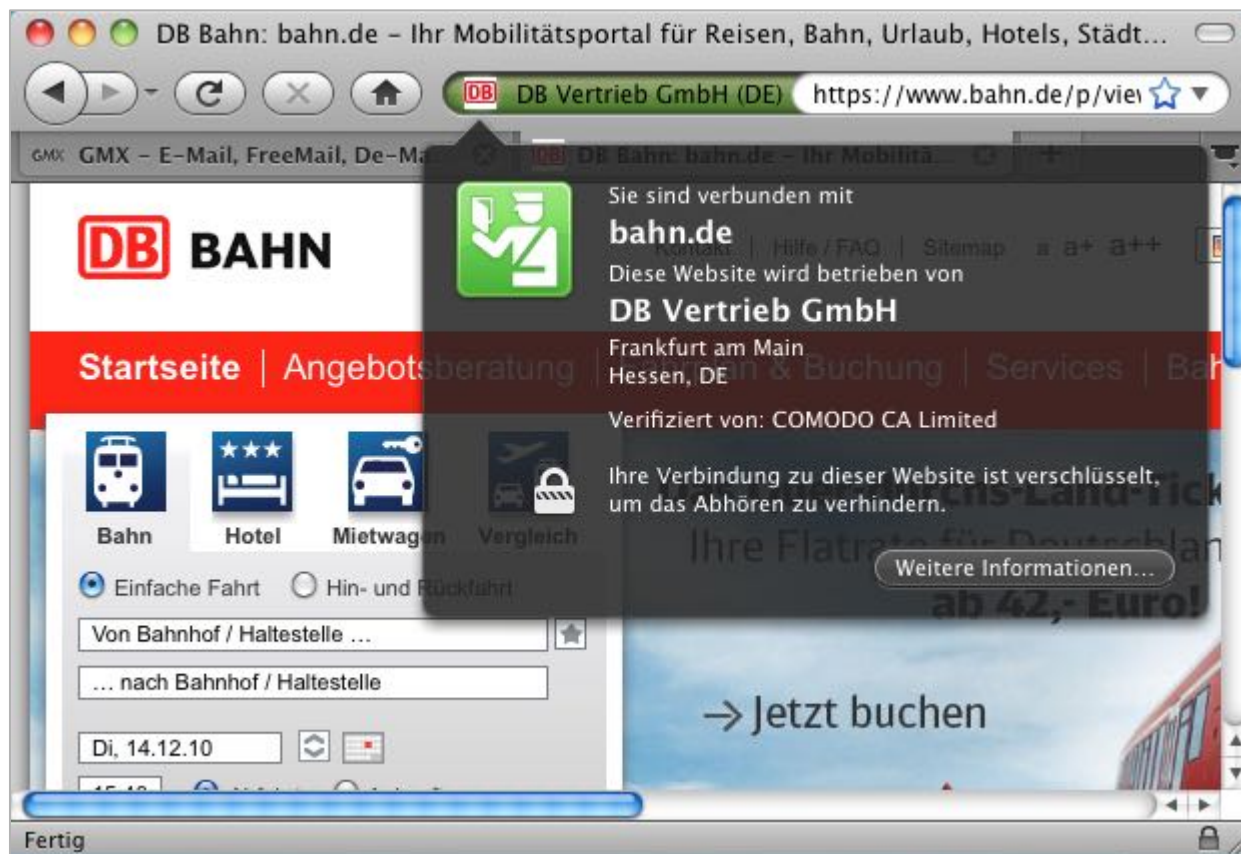 DB Bahn: bahn.de – Ihr Mobilitätsportal für Reisen, Bahn, Urlaub, Hotels, Städt...
DB DB Vertrieb GmbH (DE) https://www.bahn.de/p/view
GMX GMX – E-Mail, FreeMail, De-Ma
DB DB Bahn: bahn.de – Ihr Mobilitä...
DB BAHN
Kontakt | Hilfe / FAQ | Sitemap a a+ a++
Sie sind verbunden mit
bahn.de
Diese Website wird betrieben von
DB Vertrieb GmbH
Frankfurt am Main
Hessen, DE
Verifiziert von: COMODO CA Limited
Ihre Verbindung zu dieser Website ist verschlüsselt,
um das Abhören zu verhindern.
Weitere Informationen...
Startseite | Angebotsberatung | & Buchung | Services | Bah
Bahn Hotel Mietwagen Vergleich
Einfache Fahrt Hin- und Rückfahrt
Von Bahnhof / Haltestelle ...
... nach Bahnhof / Haltestelle
Di, 14.12.10
Ihre Flatrate für Deutschlan
ab 42,- Euro!
→ Jetzt buchen
Fertig